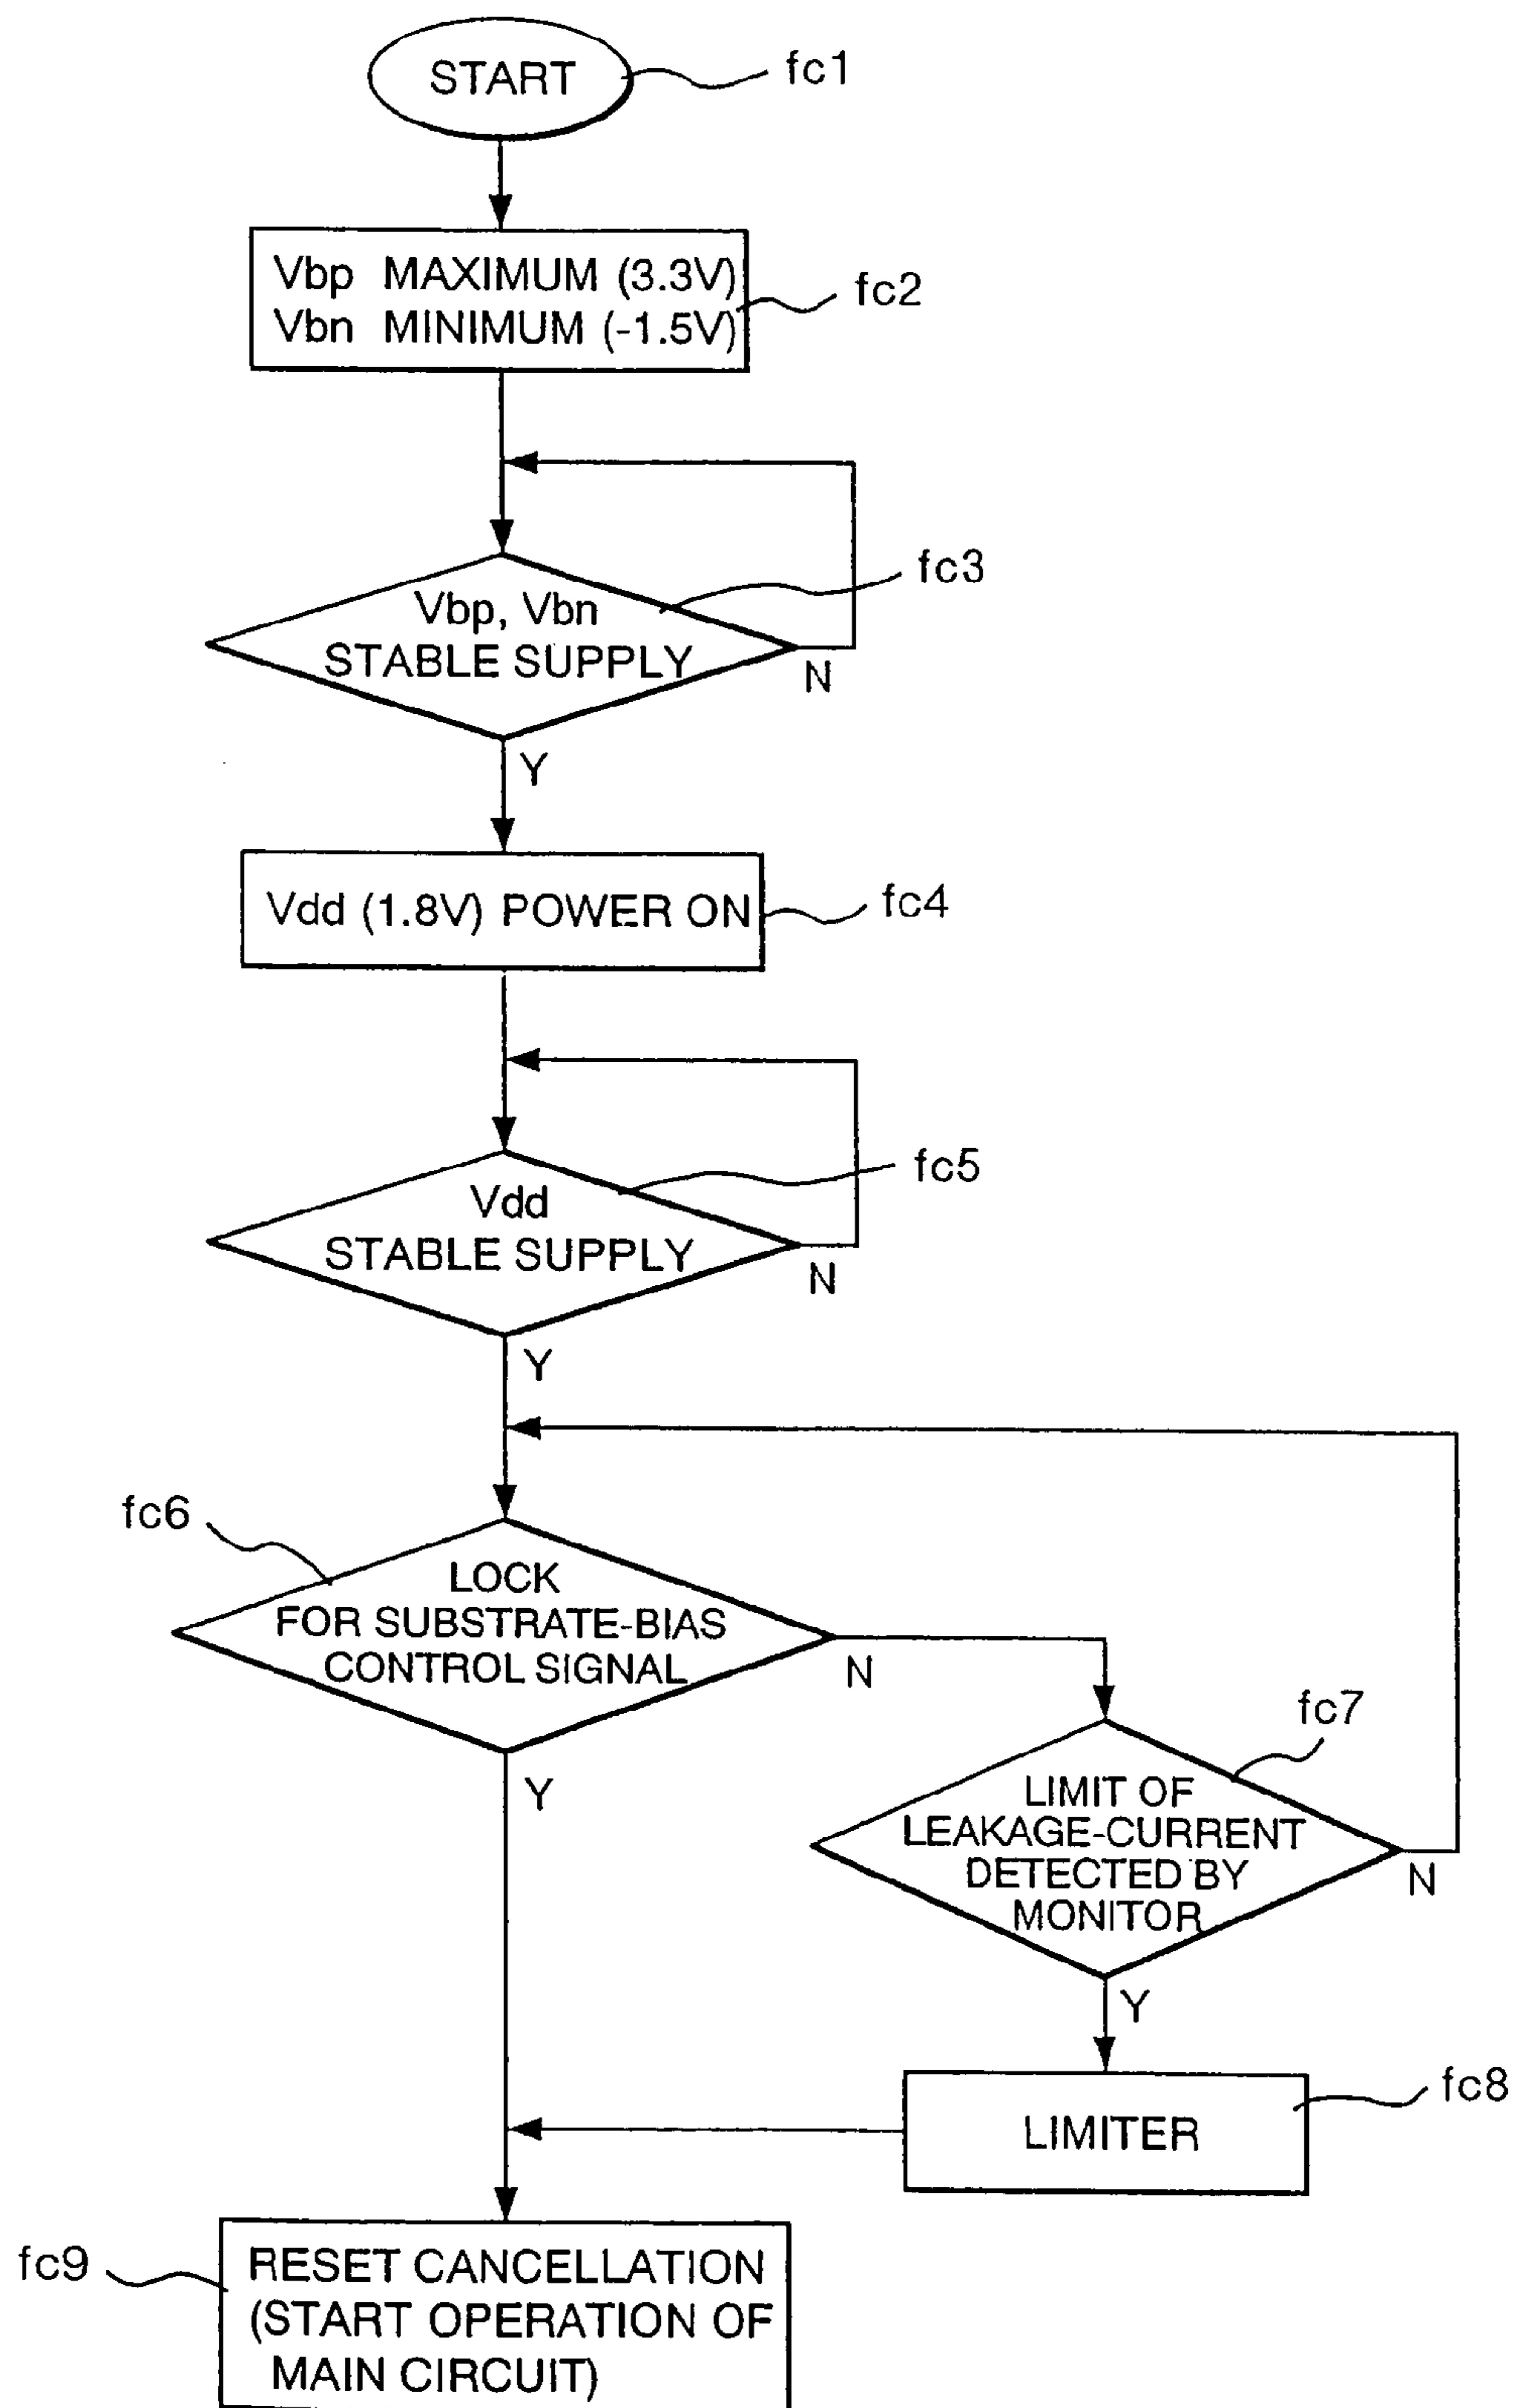 START
fc1
Vbp MAXIMUM (3.3V)
Vbn MINIMUM (-1.5V)
fc2
fc3
Vbp, Vbn
STABLE SUPPLY
N
Y
Vdd (1.8V) POWER ON
fc4
fc5
Vdd
STABLE SUPPLY
N
Y
fc6
LOCK
FOR SUBSTRATE-BIAS
CONTROL SIGNAL
N
Y
fc7
LIMIT OF
LEAKAGE-CURRENT
DETECTED BY
MONITOR
N
Y
LIMITER
fc8
fc9
RESET CANCELLATION
(START OPERATION OF
MAIN CIRCUIT)